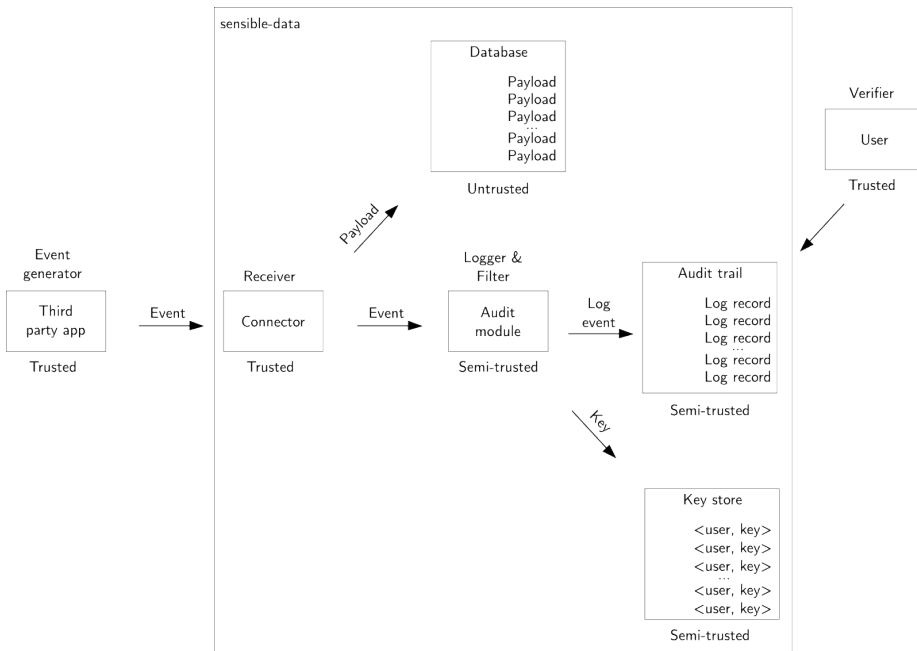 sensible-data
Database
Payload
Payload
Payload
...
Payload
Payload
Untrusted
Verifier
User
Trusted
Payload
Event
generator
Third
party app
Trusted
Event
Receiver
Connector
Trusted
Event
Logger &
Filter
Audit
module
Semi-trusted
Log
event
Audit trail
Log record
Log record
Log record
...
Log record
Log record
Semi-trusted
Key
Key store
<user, key>
<user, key>
<user, key>
...
<user, key>
<user, key>
Semi-trusted